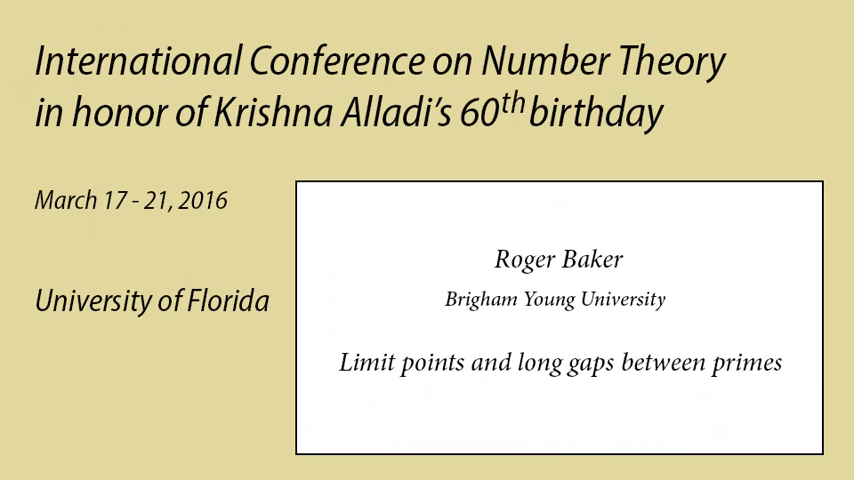 International Conference on Number Theory
in honor of Krishna Alladi's 60th birthday
March 17 - 21, 2016
University of Florida
Roger Baker
Brigham Young University
Limit points and long gaps between primes